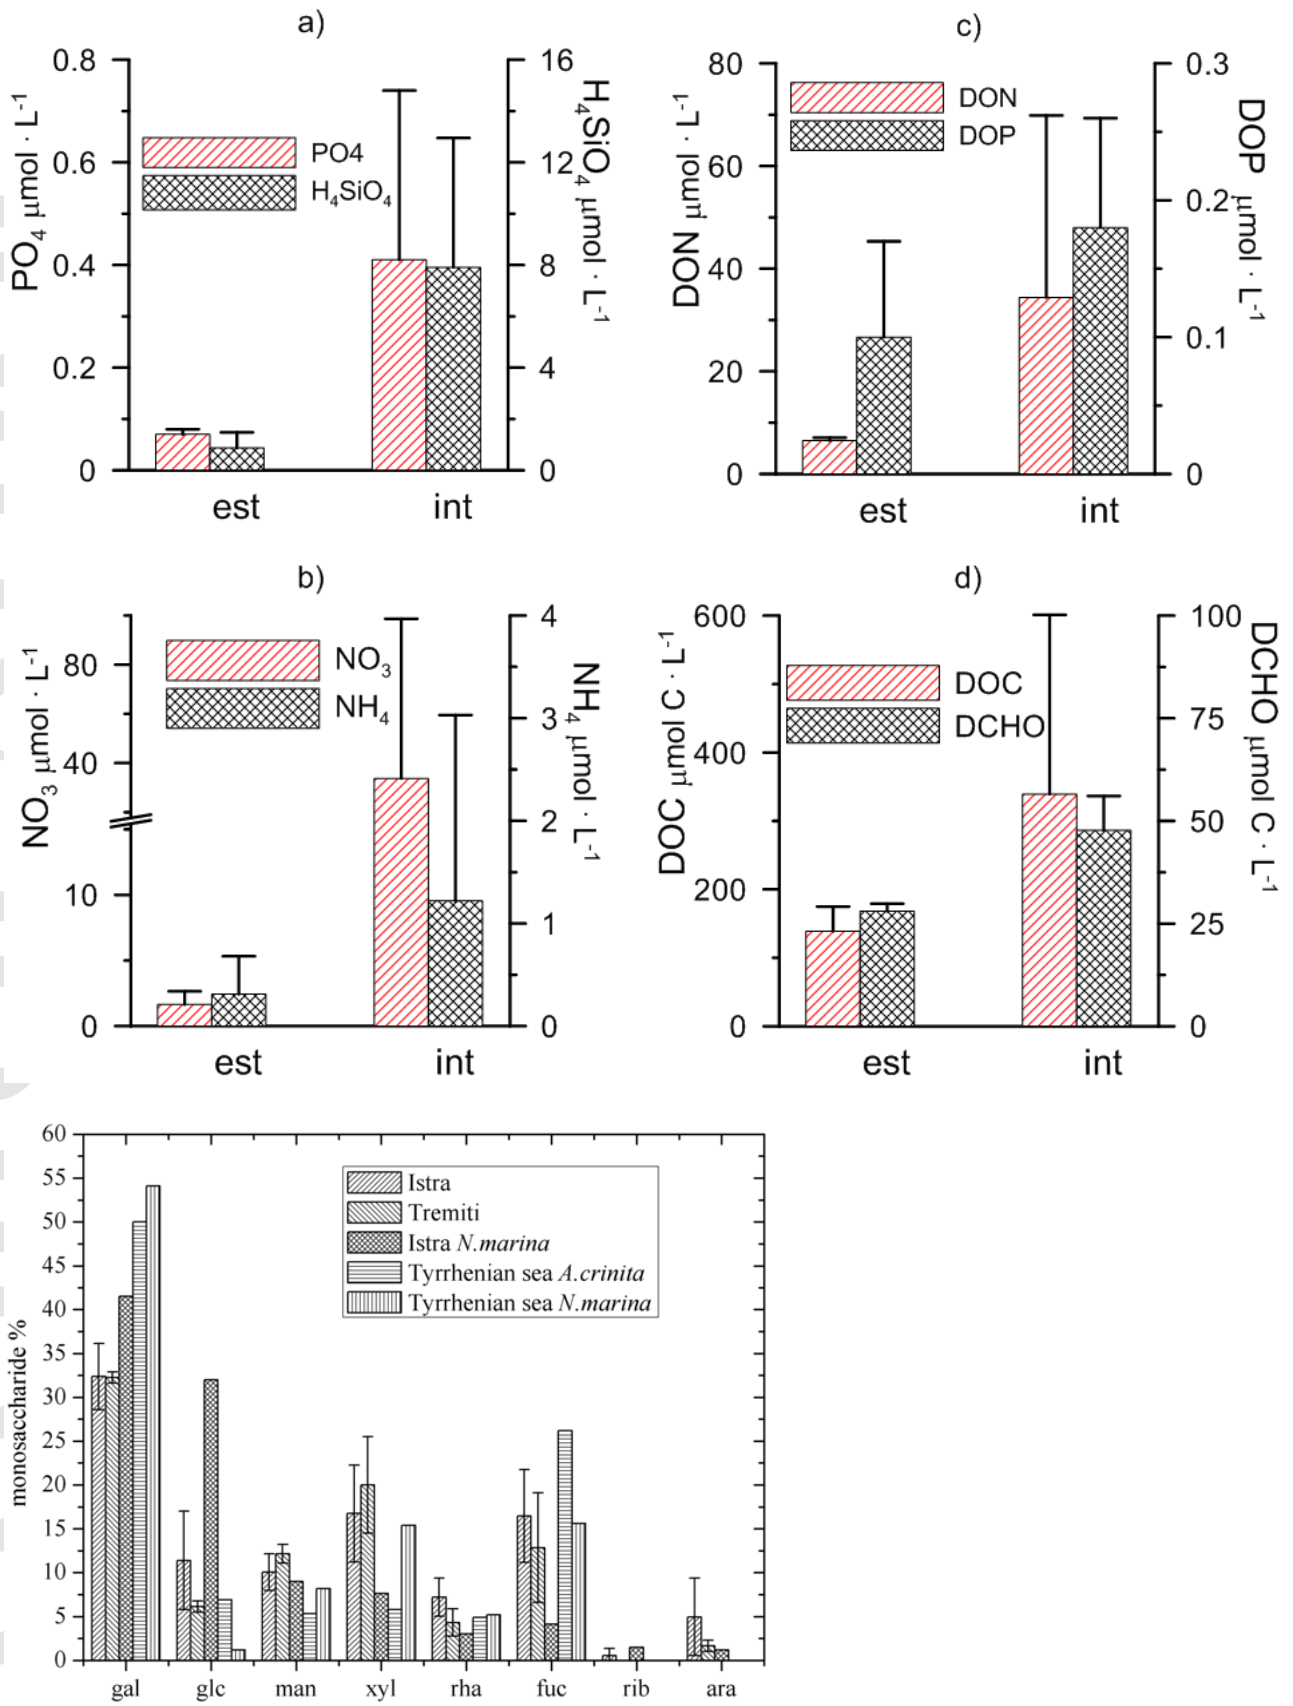 a)
PO4 μmol · L-1
0.8
0.6
0.4
0.2
0
PO4
H4SiO4
16
12
8
4
0
H4SiO4 μmol · L-1
est
int
c)
DON μmol · L-1
80
60
40
20
0
DON
DOP
0.3
0.2
0.1
0
DOP μmol · L-1
est
int
b)
NO3 μmol · L-1
80
40
10
0
NO3
NH4
4
3
2
1
0
NH4 μmol · L-1
est
int
d)
DOC μmol C · L-1
600
400
200
0
DOC
DCHO
100
75
50
25
0
DCHO μmol C · L-1
est
int
monosaccharide %
60
55
50
45
40
35
30
25
20
15
10
5
0
Istra
Tremiti
Istra N.marina
Tyrrhenian sea A.crinita
Tyrrhenian sea N.marina
gal glc man xyl rha fuc rib ara